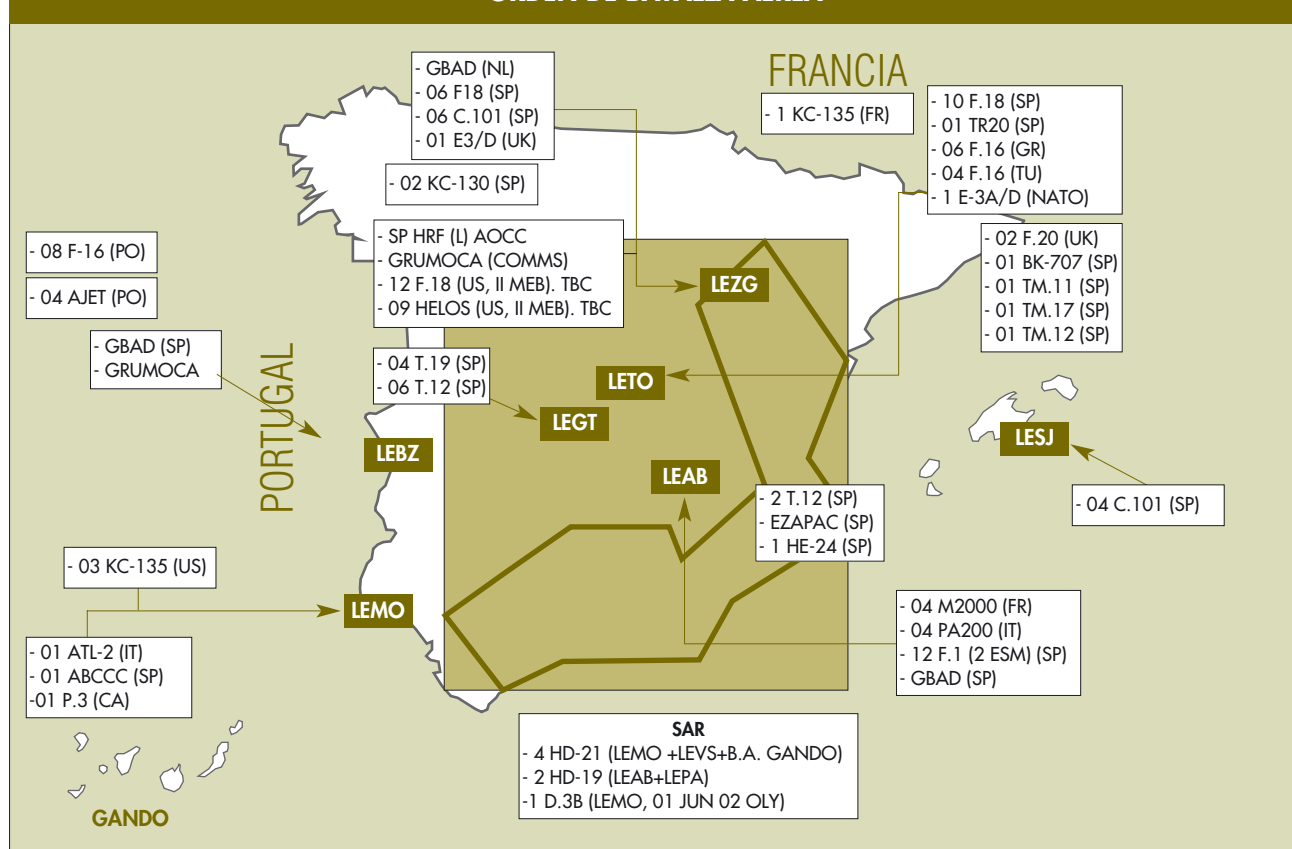 FRANCIA
- GBAD (NL)
- 06 F18 (SP)
- 06 C.101 (SP)
- 01 E3/D (UK)
- 1 KC-135 (FR)
- 10 F.18 (SP)
- 01 TR20 (SP)
- 06 F.16 (GR)
- 04 F.16 (TU)
- 1 E-3A/D (NATO)
- 02 KC-130 (SP)
- SP HRF (L) AOCC
- GRUMOCA (COMMS)
- 12 F.18 (US, II MEB). TBC
- 09 HELOS (US, II MEB). TBC
- 02 F.20 (UK)
- 01 BK-707 (SP)
- 01 TM.11 (SP)
- 01 TM.17 (SP)
- 01 TM.12 (SP)
- 08 F-16 (PO)
- 04 AJET (PO)
- GBAD (SP)
- GRUMOCA
PORTUGAL
LEZG
- 04 T.19 (SP)
- 06 T.12 (SP)
LETO
LEGT
LEBZ
LEAB
LESJ
- 2 T.12 (SP)
- EZAPAC (SP)
- 1 HE-24 (SP)
- 04 C.101 (SP)
- 03 KC-135 (US)
LEMO
- 01 ATL-2 (IT)
- 01 ABCCC (SP)
-01 P.3 (CA)
- 04 M2000 (FR)
- 04 PA200 (IT)
- 12 F.1 (2 ESM) (SP)
- GBAD (SP)
SAR
- 4 HD-21 (LEMO +LEVS+B.A. GANDO)
- 2 HD-19 (LEAB+LEPA)
-1 D.3B (LEMO, 01 JUN 02 OLY)
GANDO